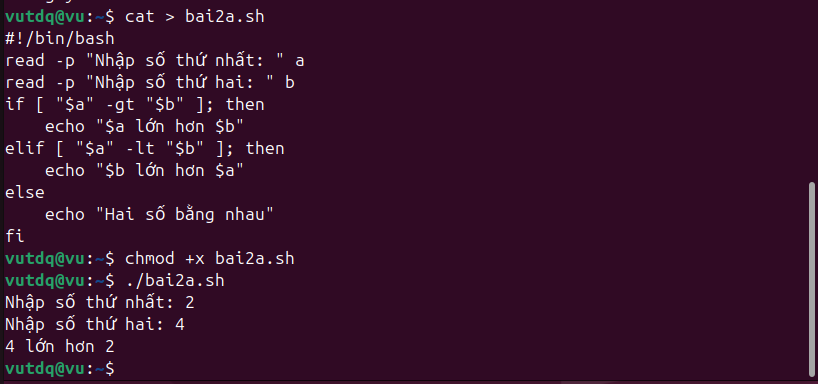 vutdq@vu:~$ cat > bai2a.sh
#!/bin/bash
read -p "Nhập số thứ nhất: " a
read -p "Nhập số thứ hai: " b
if [ "$a" -gt "$b" ]; then
    echo "$a lớn hơn $b"
elif [ "$a" -lt "$b" ]; then
    echo "$b lớn hơn $a"
else
    echo "Hai số bằng nhau"
fi
vutdq@vu:~$ chmod +x bai2a.sh
vutdq@vu:~$ ./bai2a.sh
Nhập số thứ nhất: 2
Nhập số thứ hai: 4
4 lớn hơn 2
vutdq@vu:~$